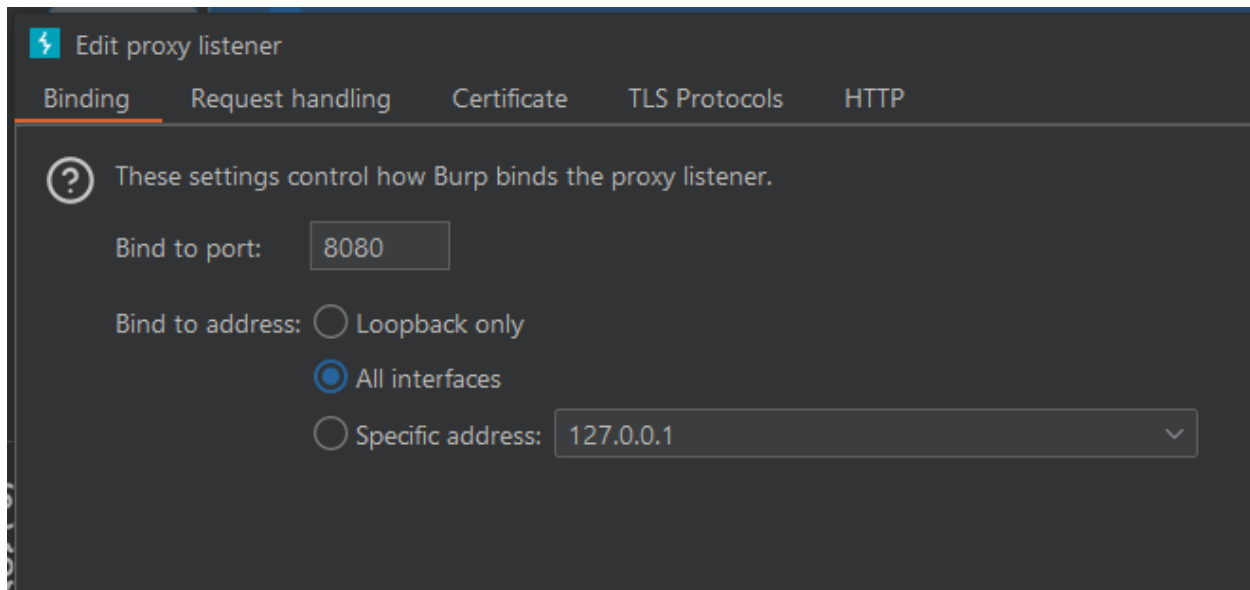 Edit proxy listener
Binding Request handling Certificate TLS Protocols HTTP
These settings control how Burp binds the proxy listener.
Bind to port: 8080
Bind to address: Loopback only
All interfaces
Specific address: 127.0.0.1